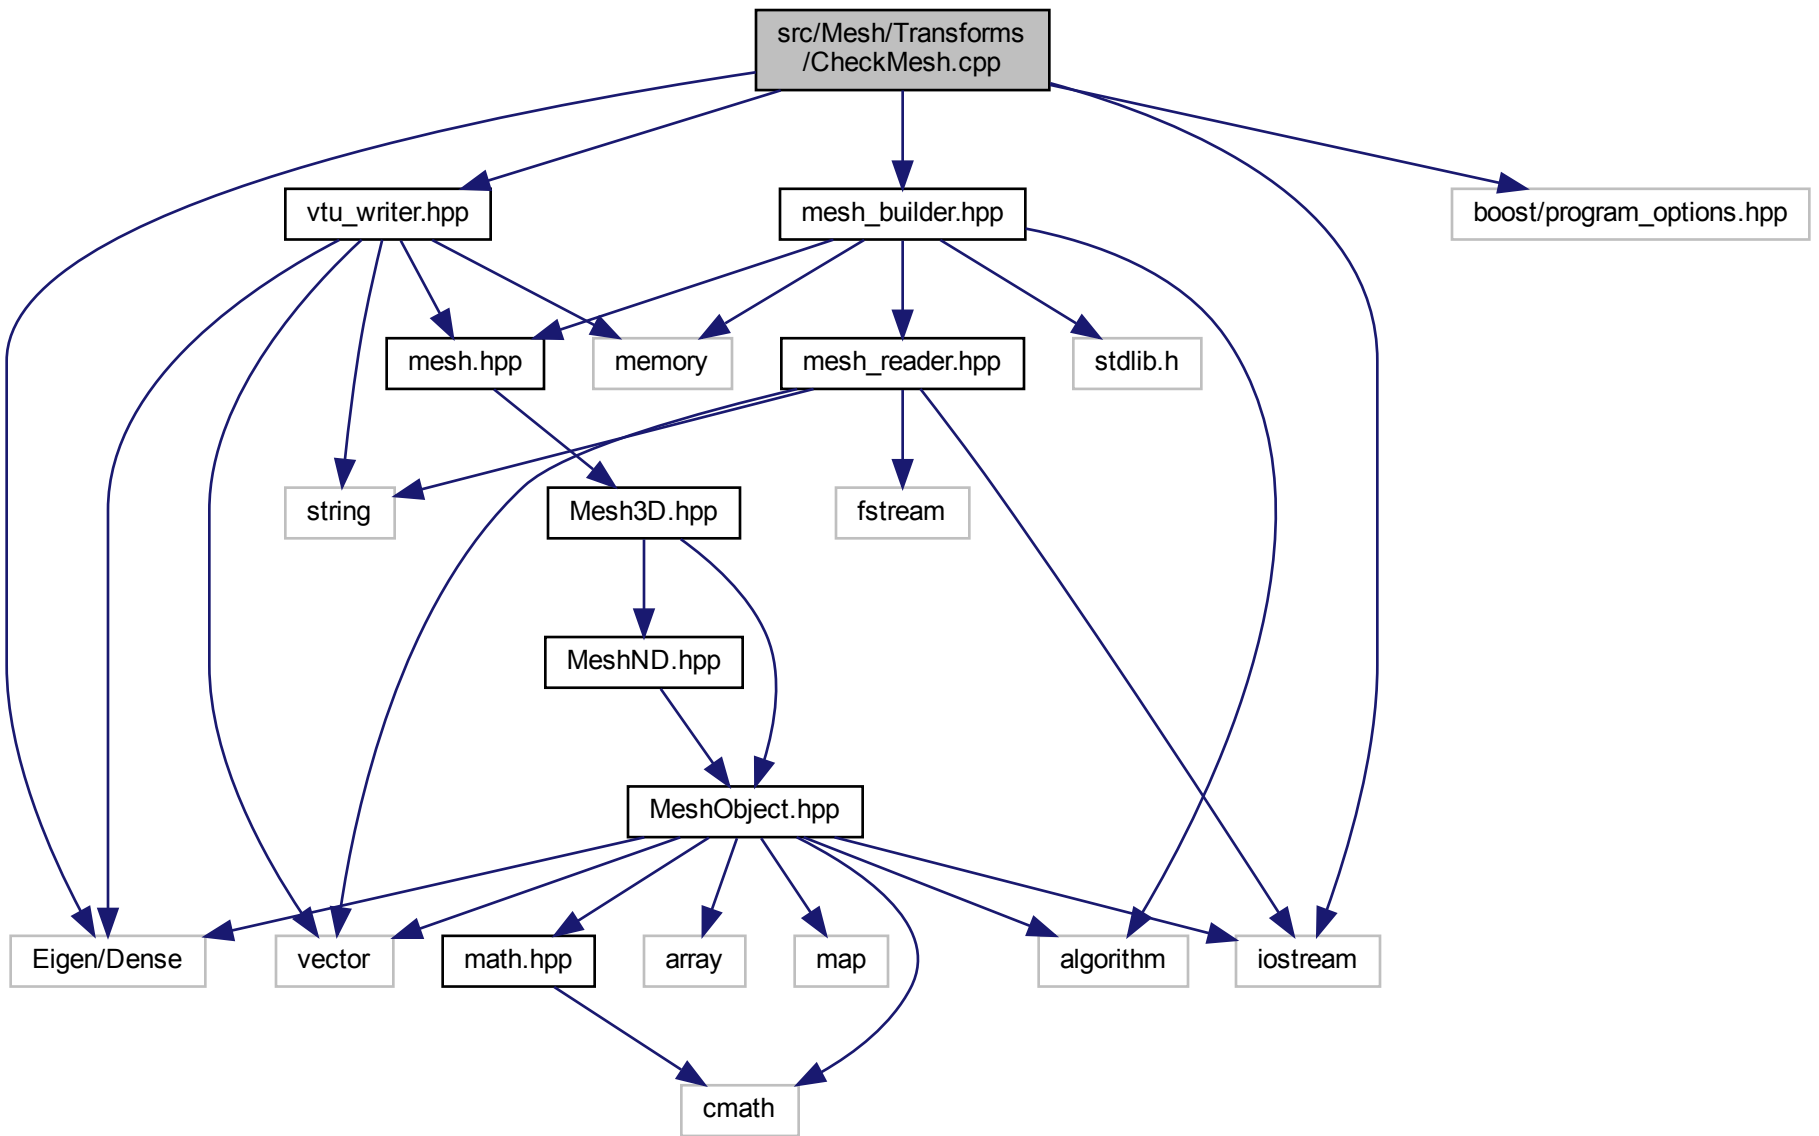 src/Mesh/Transforms
/CheckMesh.cpp
vtu_writer.hpp
mesh_builder.hpp
boost/program_options.hpp
mesh.hpp
memory
mesh_reader.hpp
stdlib.h
string
Mesh3D.hpp
fstream
MeshND.hpp
MeshObject.hpp
Eigen/Dense
vector
math.hpp
array
map
algorithm
iostream
cmath